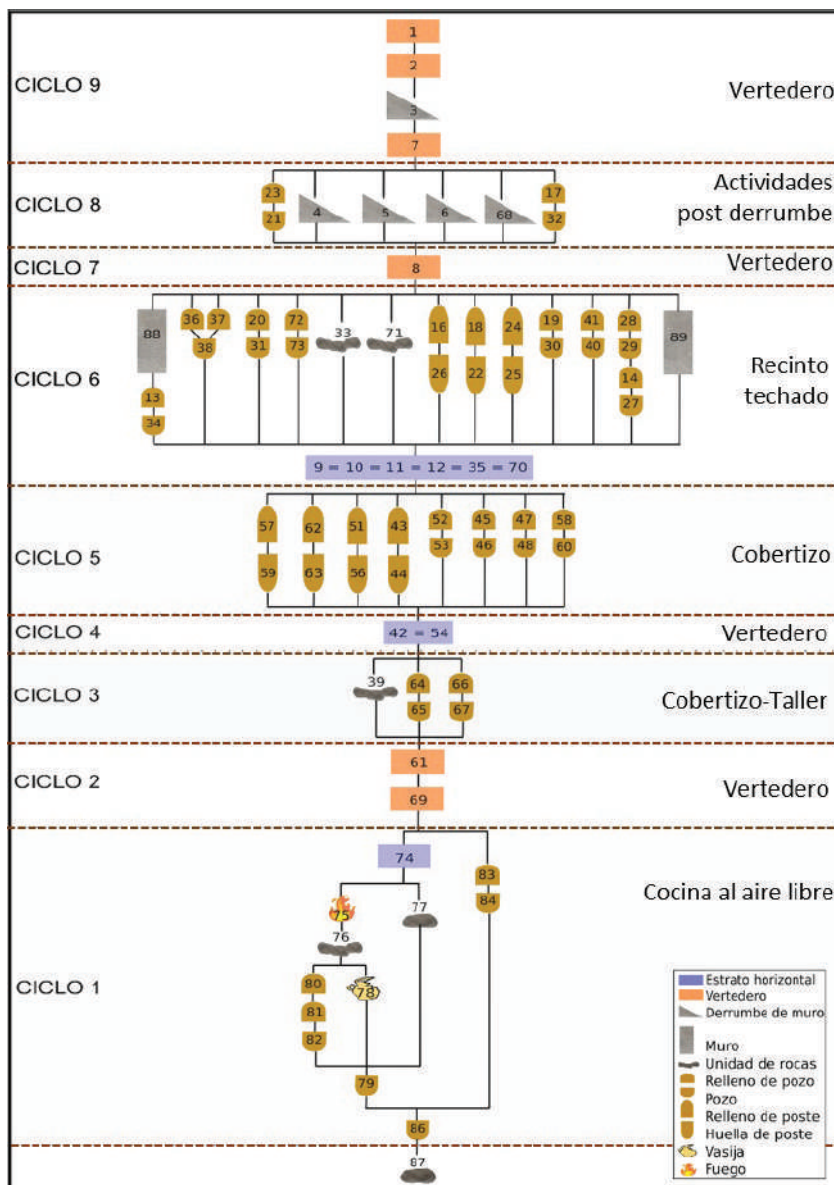 1
2
CICLO 9
Vertedero
3
7
23
17
Actividades
CICLO 8
4
5
6
68
post derrumbe
21
32
CICLO 7
8
Vertedero
36
37
20
72
33
71
16
18
24
19
41
28
88
89
38
31
73
26
22
25
30
40
29
CICLO 6
Recinto
13
14
techado
34
27
9 = 10 = 11 = 12 = 35 = 70
57
62
51
43
52
45
47
58
CICLO 5
53
46
48
60
Cobertizo
59
63
56
44
CICLO 4
42 = 54
Vertedero
39
64
66
CICLO 3
Cobertizo-Taller
65
67
61
CICLO 2
Vertedero
69
74
83
Cocina al aire libre
84
75
77
76
CICLO 1
80
78
81
82
79
86
87
Estrato horizontal
Vertedero
Derrumbe de muro
Muro
Unidad de rocas
Relleno de pozo
Pozo
Relleno de poste
Huella de poste
Vasija
Fuego